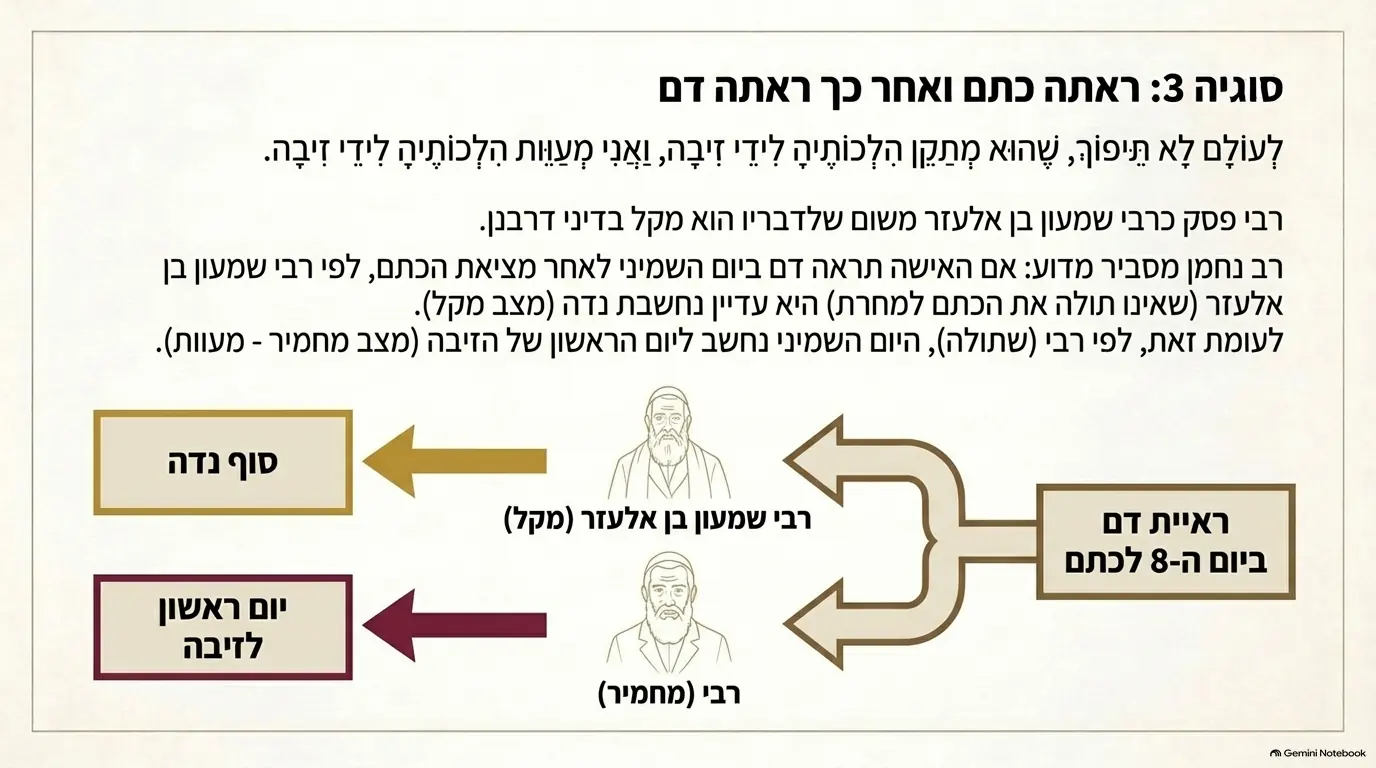 סוגיה 3: ראתה כתם ואחר כך ראתה דם
לְעוֹלָם לָא תֵּיפוֹךְ, שֶׁהוּא מְתַקֵּן הִלְכוֹתֶיהָ לִידֵי זִיבָה, וַאֲנִי מְעַוֵּות הִלְכוֹתֶיהָ לִידֵי זִיבָה.
רבי פסק כרבי שמעון בן אלעזר משום שלדבריו הוא מקל בדיני דרבנן.
רב נחמן מסביר מדוע: אם האישה תראה דם ביום השמיני לאחר מציאת הכתם, לפי רבי שמעון בן
אלעזר (שאינו תולה את הכתם למחרת) היא עדיין נחשבת נדה (מצב מקל).
לעומת זאת, לפי רבי (שתולה), היום השמיני נחשב ליום הראשון של הזיבה (מצב מחמיר - מעוות).
ראיית דם
ביום ה-8 לכתם
רבי שמעון בן אלעזר (מקל)
סוף נדה
רבי (מחמיר)
יום ראשון
לזיבה
Gemini Notebook